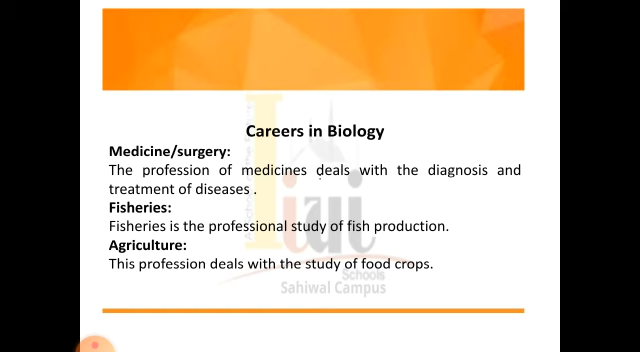 Careers in Biology
Medicine/surgery:
The profession of medicines deals with the diagnosis and
treatment of diseases .
Fisheries:
Fisheries is the professional study of fish production.
Agriculture:
This profession deals with the study of food crops.
Schools
Sahiwal Campus